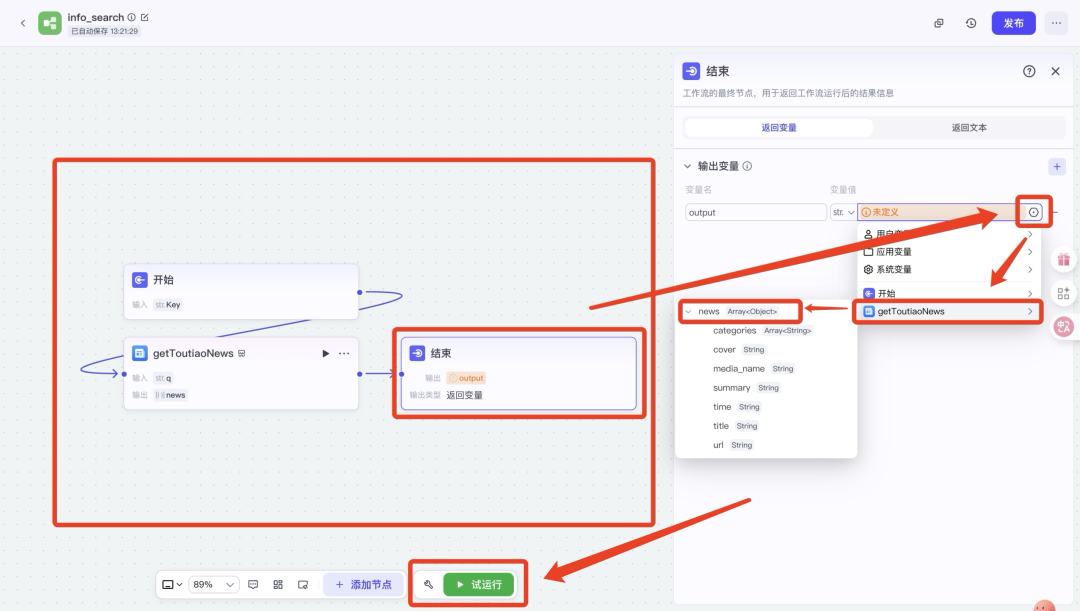 info_search
已自动保存 13:21:29
发布
结束
工作流的最终节点，用于返回工作流运行后的结果信息
返回变量
返回文本
输出变量
变量名
变量值
output
str.
未定义
应用变量
系统变量
开始
getToutiaoNews
news Array<Object>
categories Array<String>
cover String
media_name String
summary String
time String
title String
url String
开始
输入 str. Key
getToutiaoNews
输入 str. q
输出 news
结束
输出 output
输出类型 返回变量
89%
添加节点
试运行